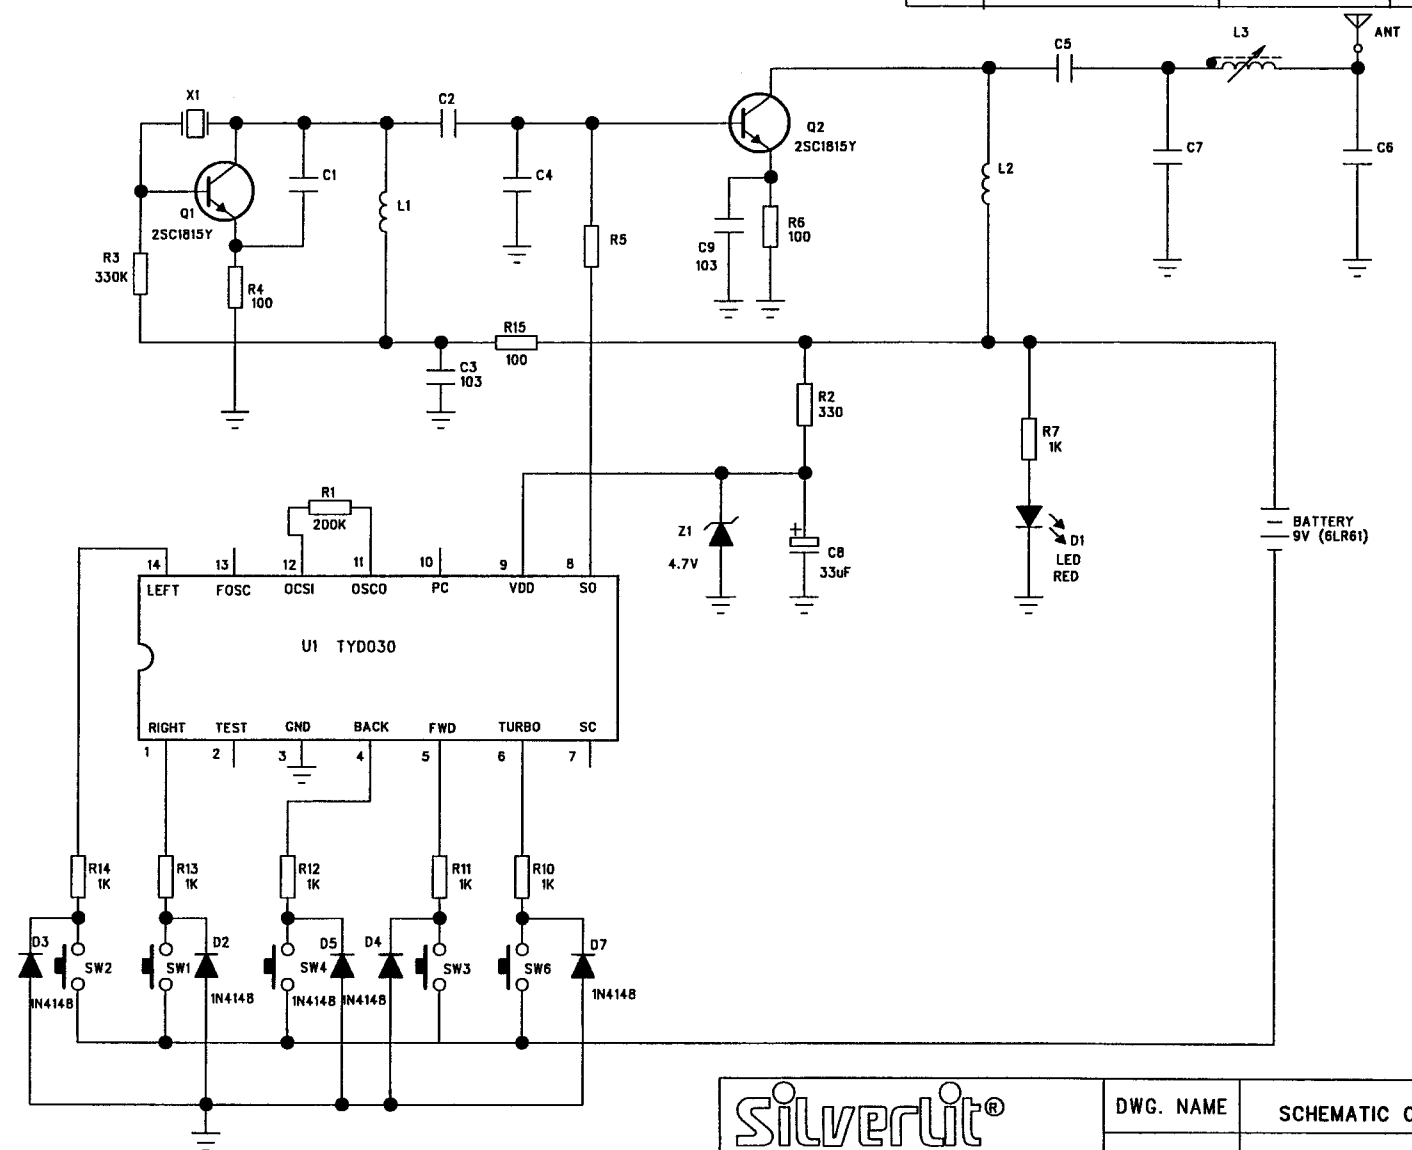 ANT
L3
C5
X1
C2
Q2
2SC1815Y
C7
C6
C1
C4
L2
Q1
2SC1815Y
L1
R6
100
R5
C9
103
R3
330K
R4
100
R15
100
C3
103
R2
330
R7
1K
R1
200K
Z1
4.7V
+
C8
33uF
D1
LED
RED
BATTERY
9V (6LR61)
14 13 12 11 10 9 8
LEFT FOSC OCSI OSCO PC VDD SO
U1 TYD030
RIGHT TEST GND BACK FWD TURBO SC
1 2 3 4 5 6 7
R14
1K
R13
1K
R12
1K
R11
1K
R10
1K
D3 D2 D5 D4 D7
SW2 SW1 SW4 SW3 SW6
1N4148 1N4148 1N4148 1N4148 1N4148
Silverlit®
DWG. NAME
SCHEMATIC